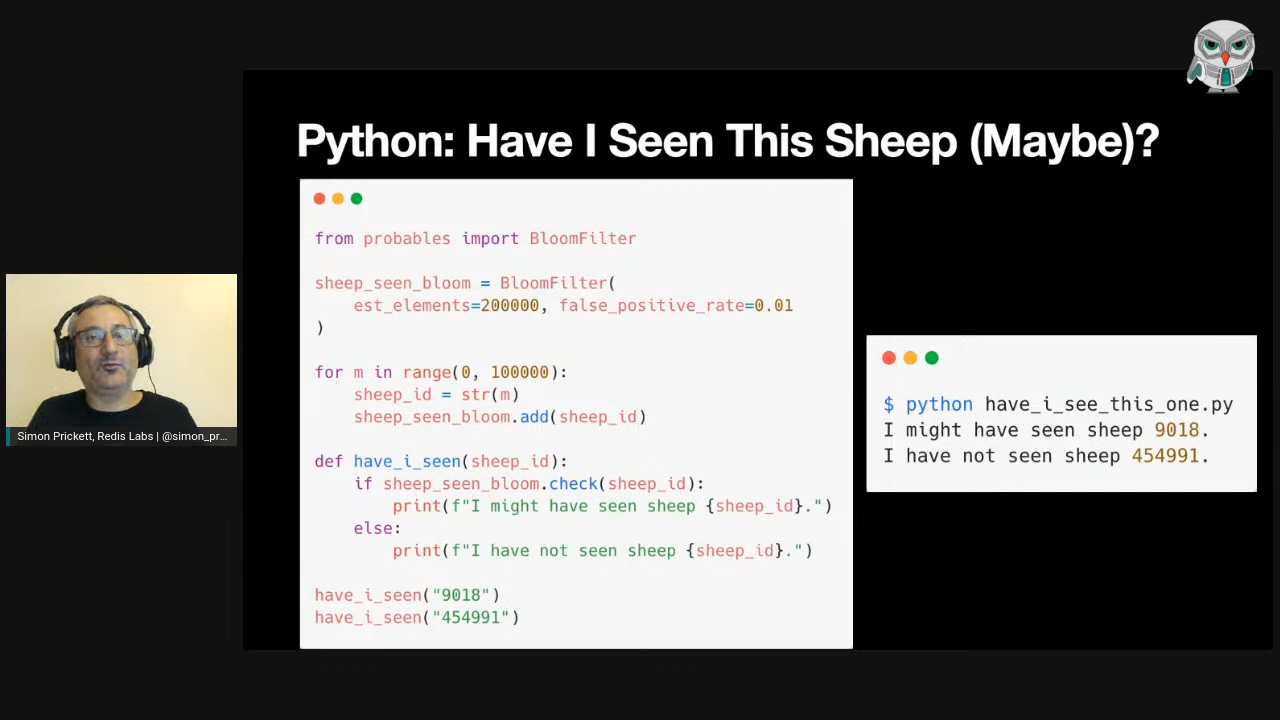 Python: Have I Seen This Sheep (Maybe)?
from probables import BloomFilter
sheep_seen_bloom = BloomFilter(
    est_elements=200000, false_positive_rate=0.01
)
for m in range(0, 100000):
    sheep_id = str(m)
    sheep_seen_bloom.add(sheep_id)
def have_i_seen(sheep_id):
    if sheep_seen_bloom.check(sheep_id):
        print(f"I might have seen sheep {sheep_id}.")
    else:
        print(f"I have not seen sheep {sheep_id}.")
have_i_seen("9018")
have_i_seen("454991")
$ python have_i_see_this_one.py
I might have seen sheep 9018.
I have not seen sheep 454991.
Simon Prickett, Redis Labs | @simon_pr...